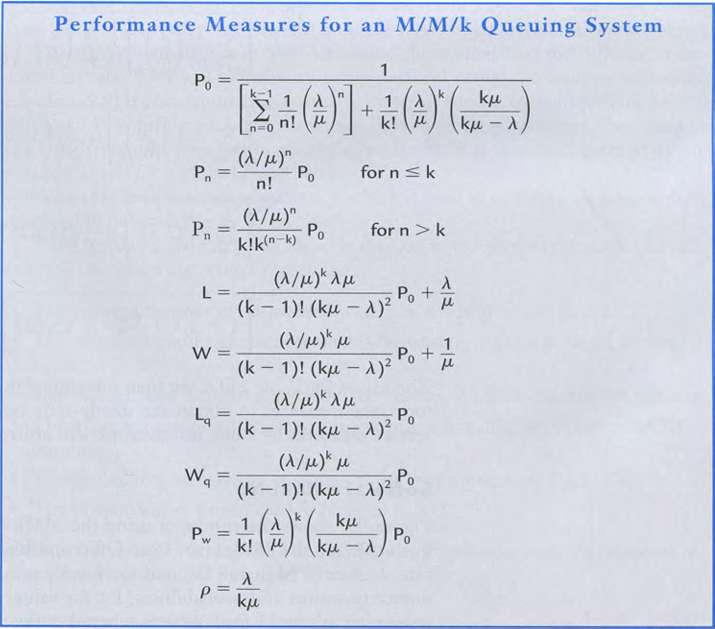 Performance Measures for an M/M/k Queuing System
P₀ = 1 / ([∑ₙ₌₀ᵏ⁻¹ 1/n! (λ/μ)ⁿ] + 1/k! (λ/μ)ᵏ (kμ / (kμ − λ)))
Pₙ = (λ/μ)ⁿ / n! P₀ for n ≤ k
Pₙ = (λ/μ)ⁿ / (k!k⁽ⁿ⁻ᵏ⁾) P₀ for n > k
L = (λ/μ)ᵏ λμ / ((k − 1)! (kμ − λ)²) P₀ + λ/μ
W = (λ/μ)ᵏ μ / ((k − 1)! (kμ − λ)²) P₀ + 1/μ
L_q = (λ/μ)ᵏ λμ / ((k − 1)! (kμ − λ)²) P₀
W_q = (λ/μ)ᵏ μ / ((k − 1)! (kμ − λ)²) P₀
P_w = 1/k! (λ/μ)ᵏ (kμ / (kμ − λ)) P₀
ρ = λ / kμ